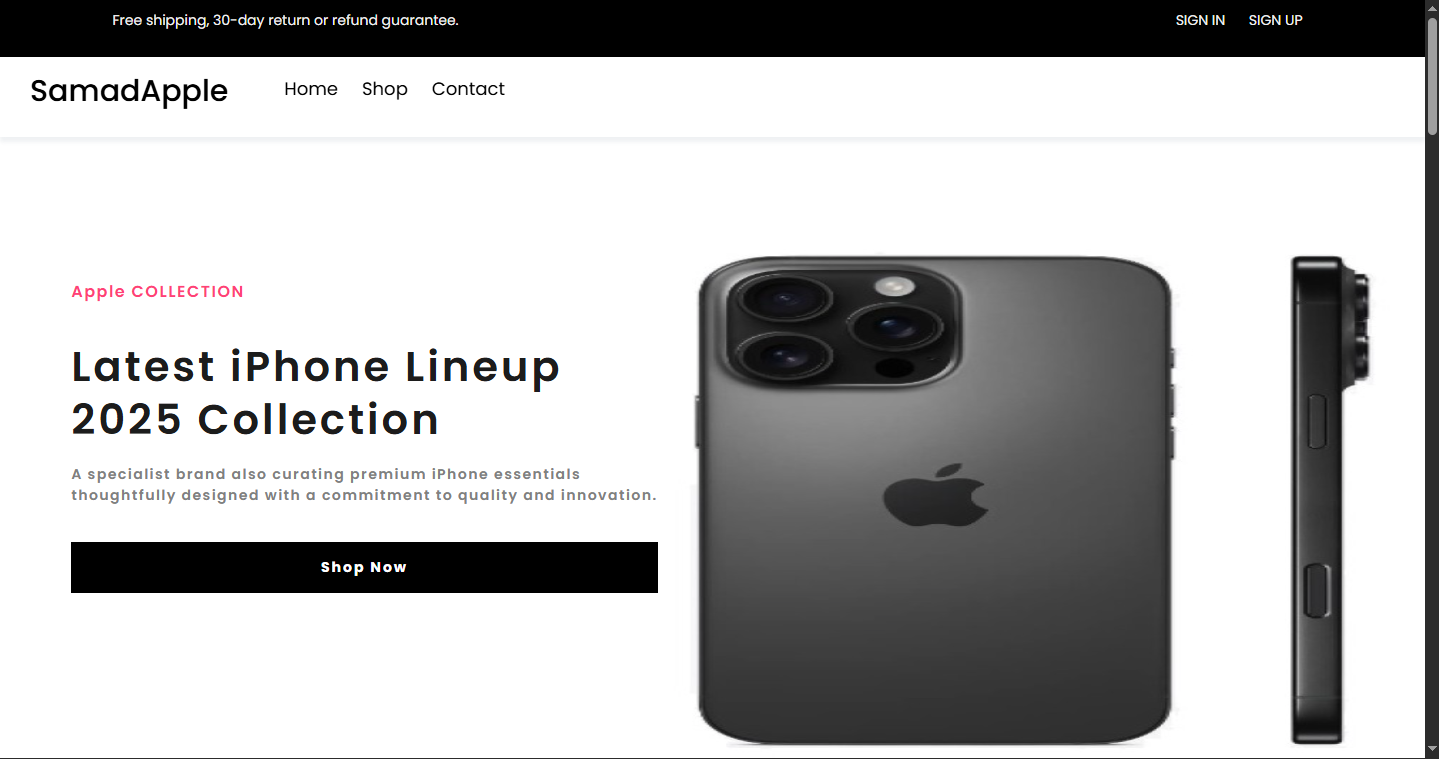 Free shipping, 30-day return or refund guarantee.
SIGN IN SIGN UP
SamadApple
Home Shop Contact
Apple COLLECTION
Latest iPhone Lineup
2025 Collection
A specialist brand also curating premium iPhone essentials
thoughtfully designed with a commitment to quality and innovation.
Shop Now